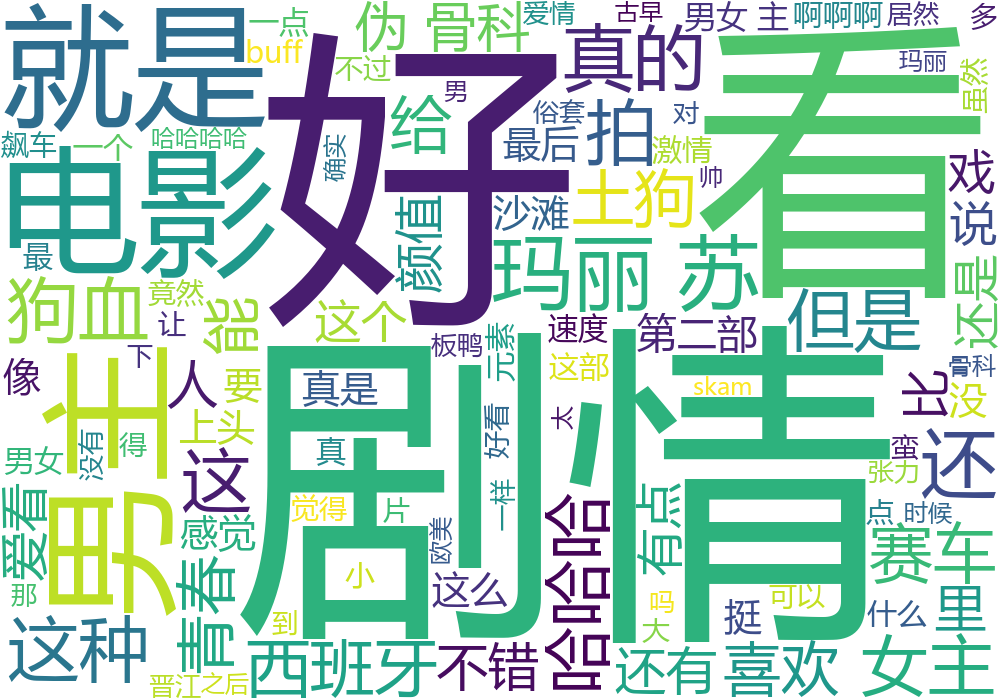 一点
伪 骨科
爱情
古早
男女 主
啊啊啊
居然
多
就是
buff
好
真的
看
不过
男
玛丽
虽然
给
俗套
拍
对
飙车
一个
哈哈哈哈
确实
最后
激情
帅
戏
电影
颜值
沙滩
土狗
说
最
玛丽 苏
狗血
竟然
让
能
这个
速度
第二部
但是
还是
像
下
男主
人
要
真是
板鸭
元素
这部
skam
比
骨科
没
上头
好看
太
剧情
男女
没有
得
这
真
蛮
还
张力
爱看
感觉
觉得
片
一样
欧美
哈哈哈
有点
点
时候
赛车
那
青春
小
这么
吗
挺
可以
什么
里
这种
到
大
西班牙
不错
还有
喜欢
女主
晋江
之后